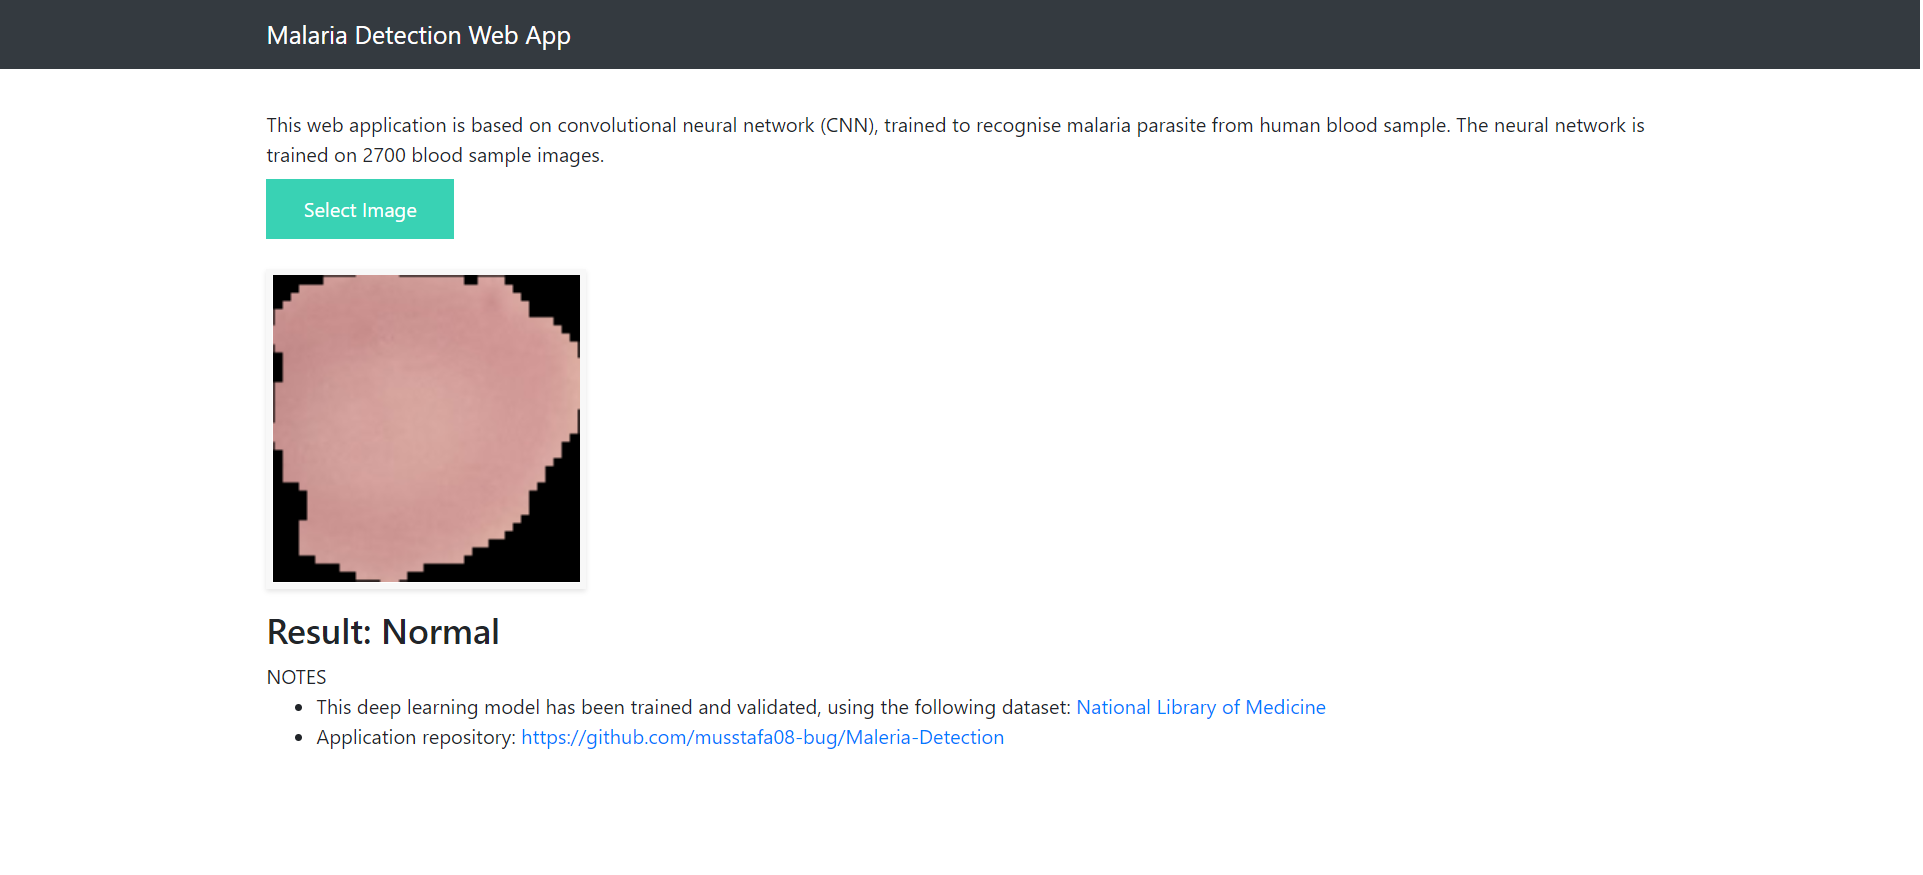 Malaria Detection Web App
This web application is based on convolutional neural network (CNN), trained to recognise malaria parasite from human blood sample. The neural network is
trained on 2700 blood sample images.
Select Image
Result: Normal
NOTES
This deep learning model has been trained and validated, using the following dataset: National Library of Medicine
Application repository: https://github.com/musstafa08-bug/Maleria-Detection